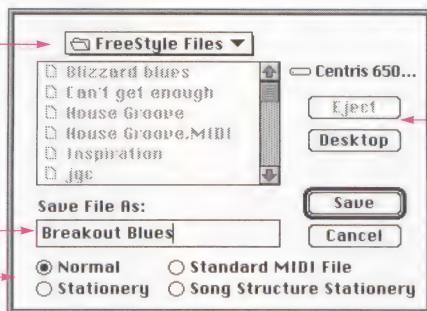 FreeStyle Files
Blizzard blues
Can't get enough
House Groove
House Groove.MIDI
Inspiration
jgc
Centris 650...
Eject
Desktop
Save File As:
Breakout Blues
Save
Cancel
Normal
Standard MIDI File
Stationery
Song Structure Stationery